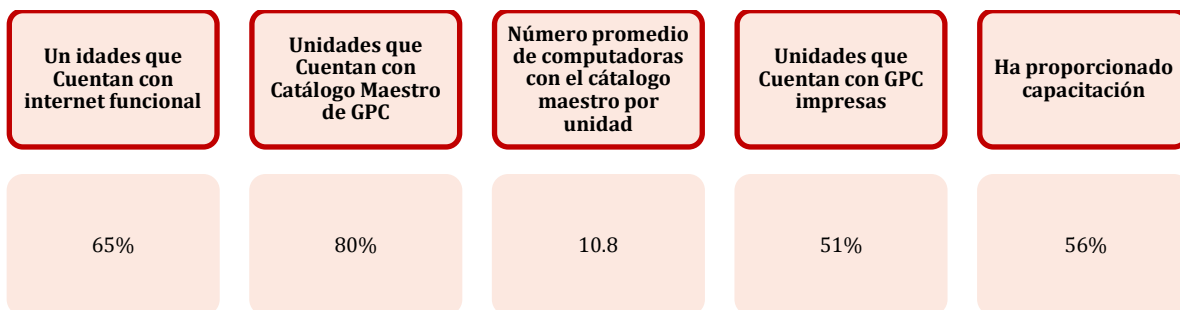 Un idades que
Cuentan con
internet funcional
Unidades que
Cuentan con
Catálogo Maestro
de GPC
Número promedio
de computadoras
con el cátalogo
maestro por
unidad
Unidades que
Cuentan con GPC
impresas
Ha proporcionado
capacitación
65%
80%
10.8
51%
56%